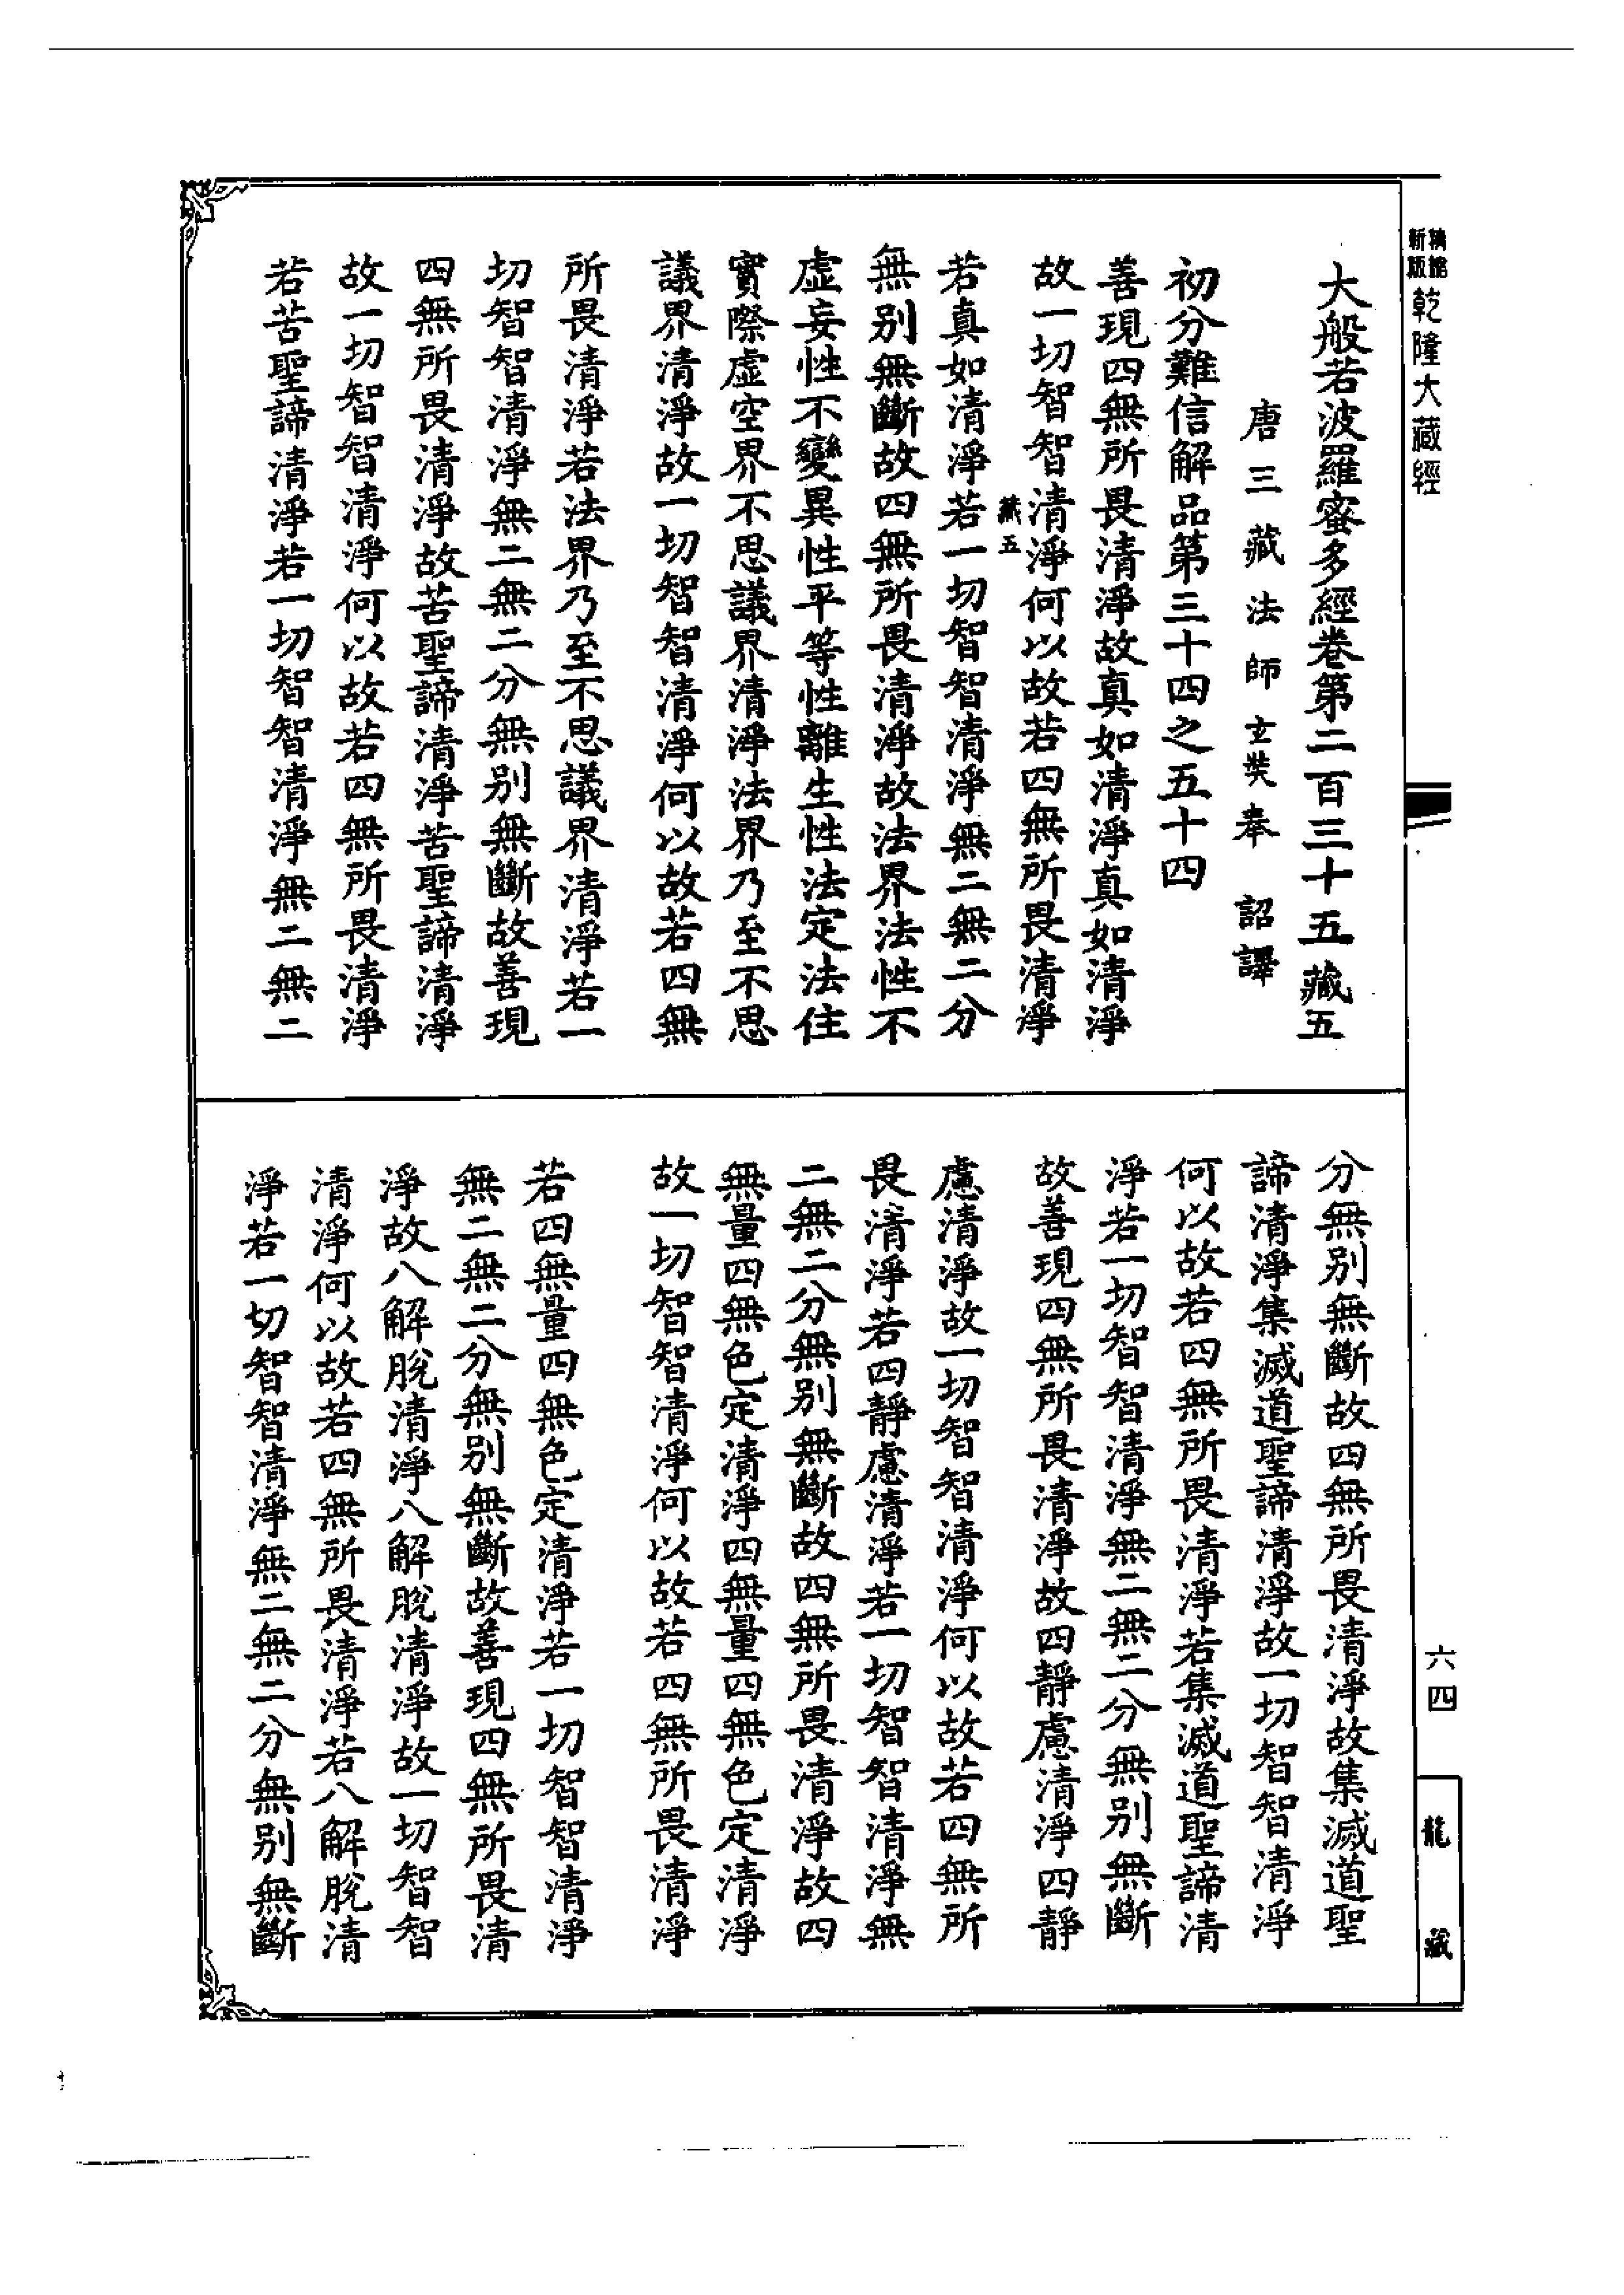 新版
精縮
乾隆大藏經
大般若波羅蜜多經卷第二百三十五 藏五
唐三藏法師玄奘奉 詔譯
初分難信解品第三十四之五十四
善現四無所畏清淨故真如清淨真如清淨
故一切智智清淨何以故若四無所畏清淨
藏五
若真如清淨若一切智智清淨無二無二分
無別無斷故四無所畏清淨故法界法性不
虛妄性不變異性平等性離生性法定法住
實際虛空界不思議界清淨法界乃至不思
議界清淨故一切智智清淨何以故若四無
所畏清淨若法界乃至不思議界清淨若一
切智智清淨無二無二分無別無斷故善現
四無所畏清淨故苦聖諦清淨苦聖諦清淨
故一切智智清淨何以故若四無所畏清淨
若苦聖諦清淨若一切智智清淨無二無二
分無別無斷故四無所畏清淨故集滅道聖
諦清淨集滅道聖諦清淨故一切智智清淨
何以故若四無所畏清淨若集滅道聖諦清
淨若一切智智清淨無二無二分無別無斷
故善現四無所畏清淨故四靜慮清淨四靜
慮清淨故一切智智清淨何以故若四無所
畏清淨若四靜慮清淨若一切智智清淨無
二無二分無別無斷故四無所畏清淨故四
無量四無色定清淨四無量四無色定清淨
故一切智智清淨何以故若四無所畏清淨
若四無量四無色定清淨若一切智智清淨
無二無二分無別無斷故善現四無所畏清
淨故八解脫清淨八解脫清淨故一切智智
清淨何以故若四無所畏清淨若八解脫清
淨若一切智智清淨無二無二分無別無斷
六四
龍藏